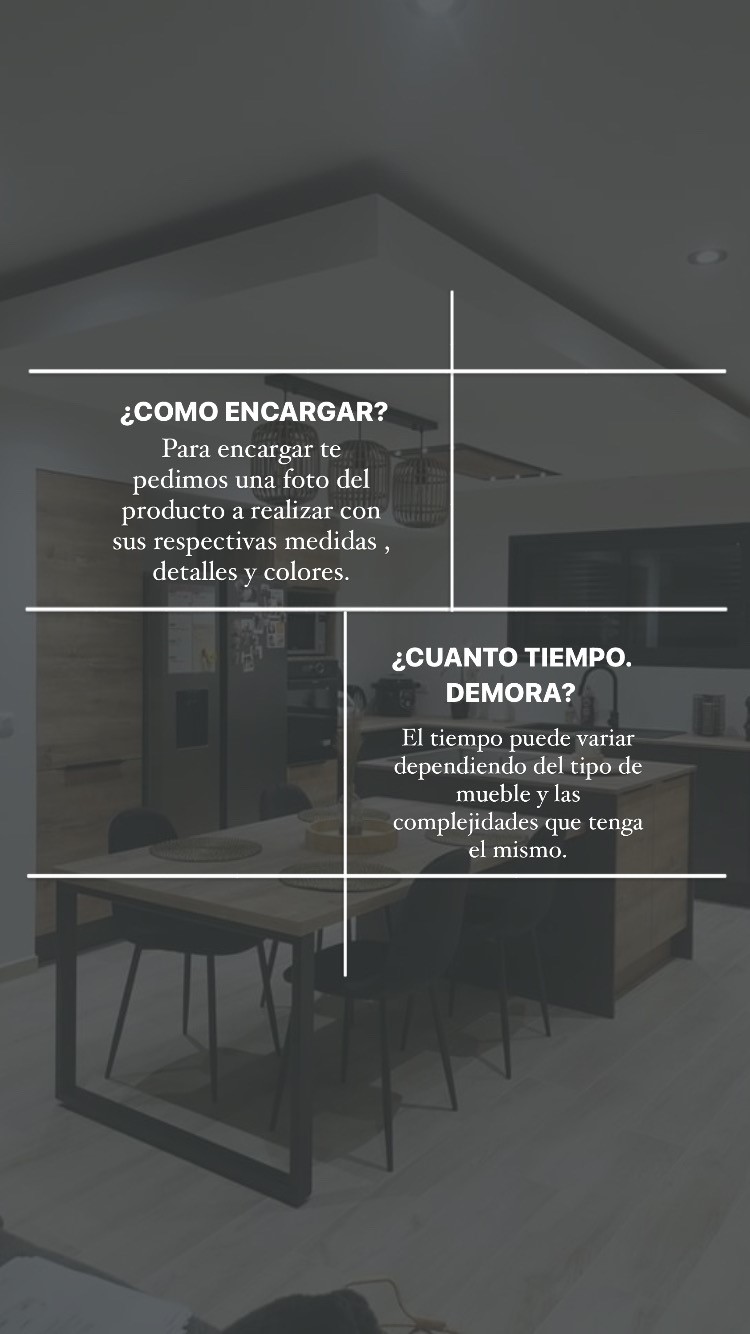 ¿COMO ENCARGAR?
Para encargar te
pedimos una foto del
producto a realizar con
sus respectivas medidas ,
detalles y colores.
¿CUANTO TIEMPO.
DEMORA?
El tiempo puede variar
dependiendo del tipo de
mueble y las
complejidades que tenga
el mismo.